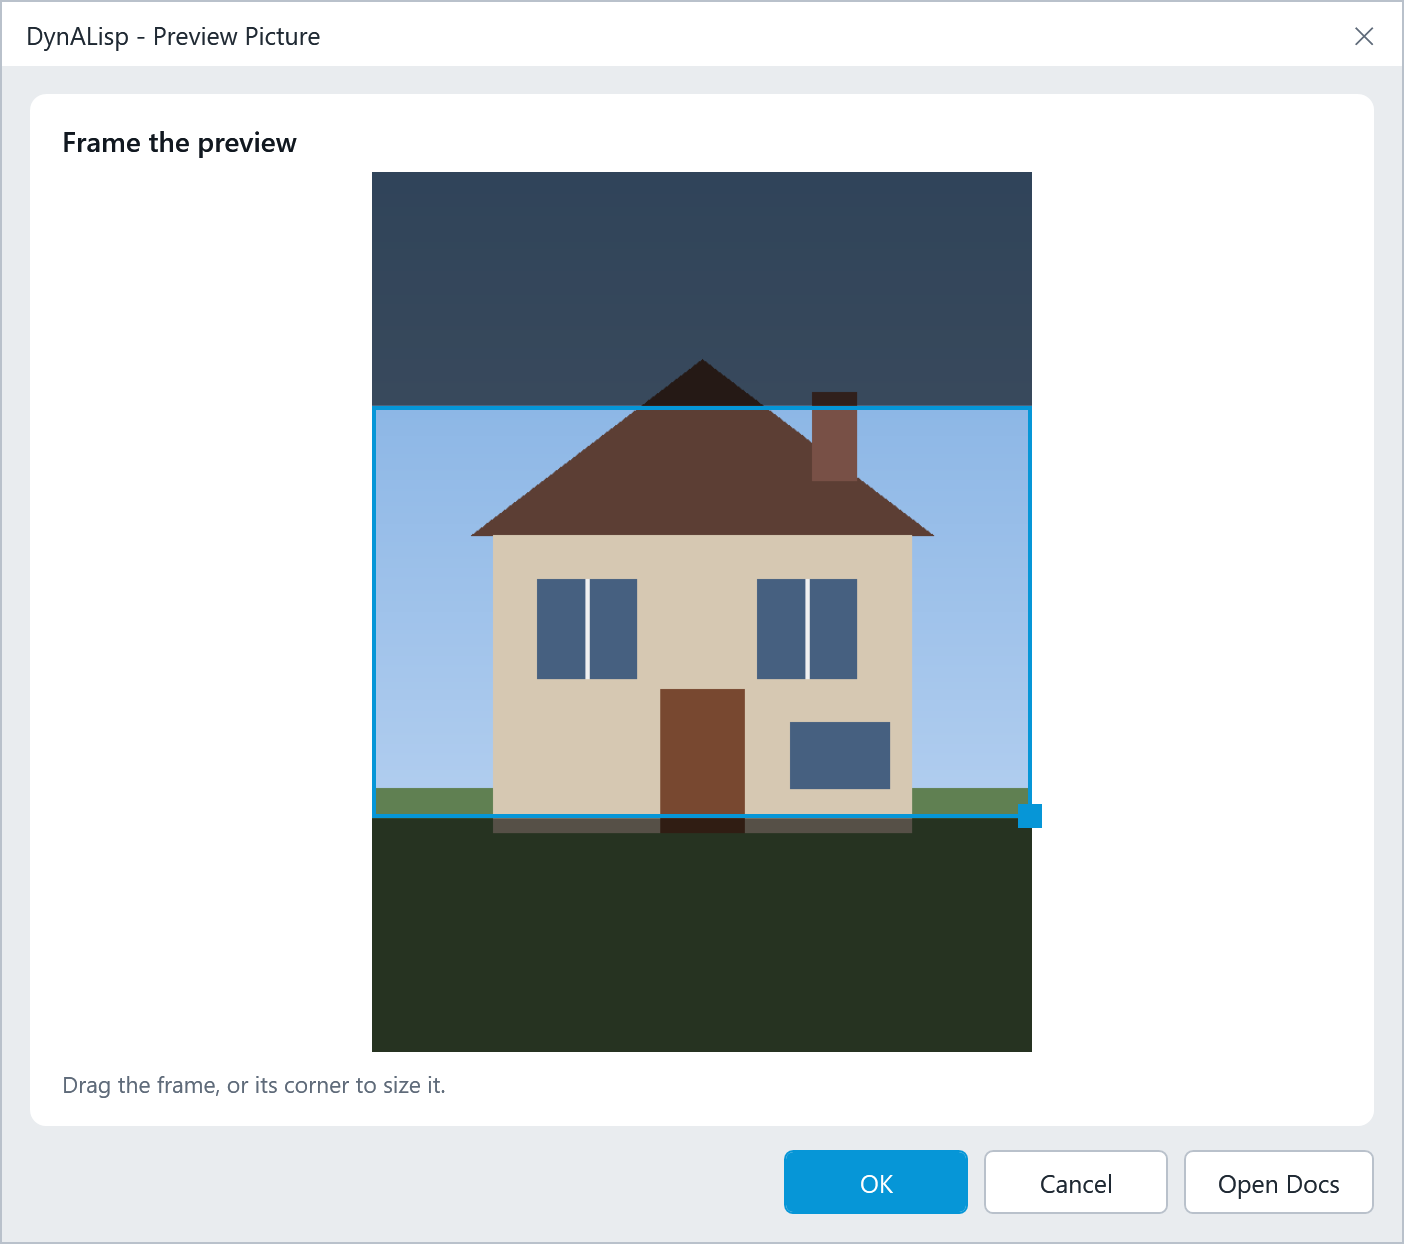 DynALisp - Preview Picture
Frame the preview
Drag the frame, or its corner to size it.
OK
Cancel
Open Docs